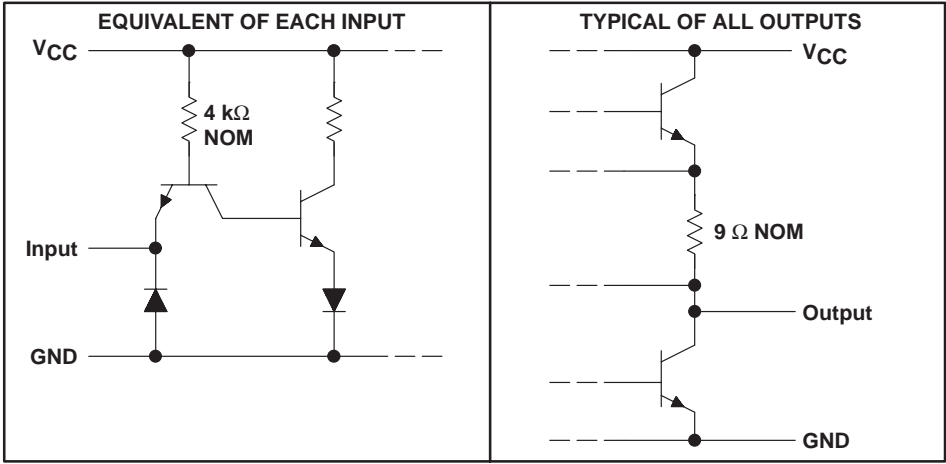 EQUIVALENT OF EACH INPUT
VCC
4 kΩ
NOM
Input
GND
TYPICAL OF ALL OUTPUTS
VCC
9 Ω NOM
Output
GND